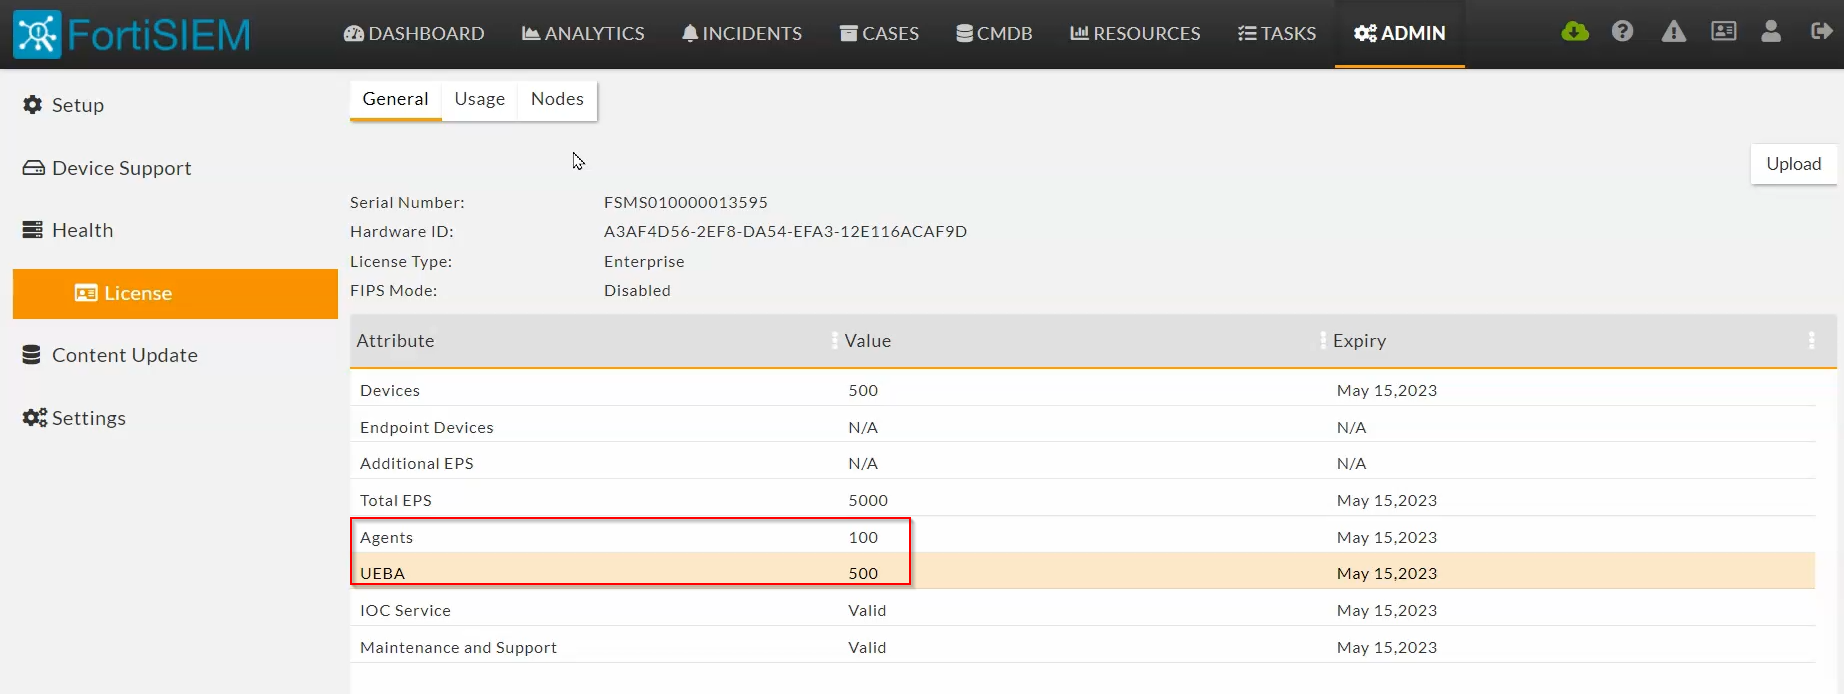 FortiSIEM
DASHBOARD ANALYTICS INCIDENTS CASES CMDB RESOURCES TASKS ADMIN
Setup
Device Support
Health
License
Content Update
Settings
General Usage Nodes
Upload
Serial Number: FSMS010000013595
Hardware ID: A3AF4D56-2EF8-DA54-EFA3-12E116ACAF9D
License Type: Enterprise
FIPS Mode: Disabled
Attribute Value Expiry
Devices 500 May 15,2023
Endpoint Devices N/A N/A
Additional EPS N/A N/A
Total EPS 5000 May 15,2023
Agents 100 May 15,2023
UEBA 500 May 15,2023
IOC Service Valid May 15,2023
Maintenance and Support Valid May 15,2023